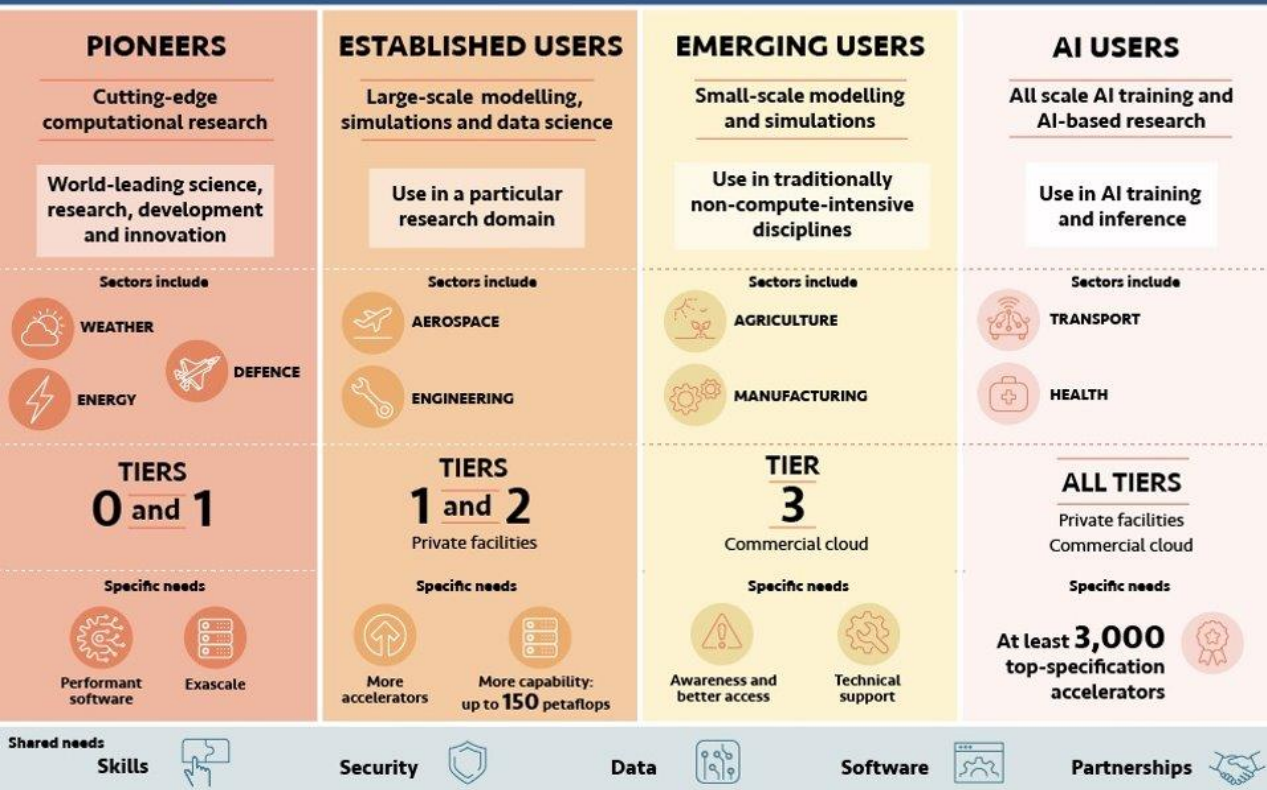 PIONEERS
Cutting-edge
computational research
World-leading science,
research, development
and innovation
Sectors include
WEATHER
DEFENCE
ENERGY
TIERS
0 and 1
Specific needs
Performant
software
Exascale
ESTABLISHED USERS
Large-scale modelling,
simulations and data science
Use in a particular
research domain
Sectors include
AEROSPACE
ENGINEERING
TIERS
1 and 2
Private facilities
Specific needs
More
accelerators
More capability:
up to 150 petaflops
EMERGING USERS
Small-scale modelling
and simulations
Use in traditionally
non-compute-intensive
disciplines
Sectors include
AGRICULTURE
MANUFACTURING
TIER
3
Commercial cloud
Specific needs
Awareness and
better access
Technical
support
AI USERS
All scale AI training and
AI-based research
Use in AI training
and inference
Sectors include
TRANSPORT
HEALTH
ALL TIERS
Private facilities
Commercial cloud
Specific needs
At least 3,000
top-specification
accelerators
Shared needs
Skills
Security
Data
Software
Partnerships